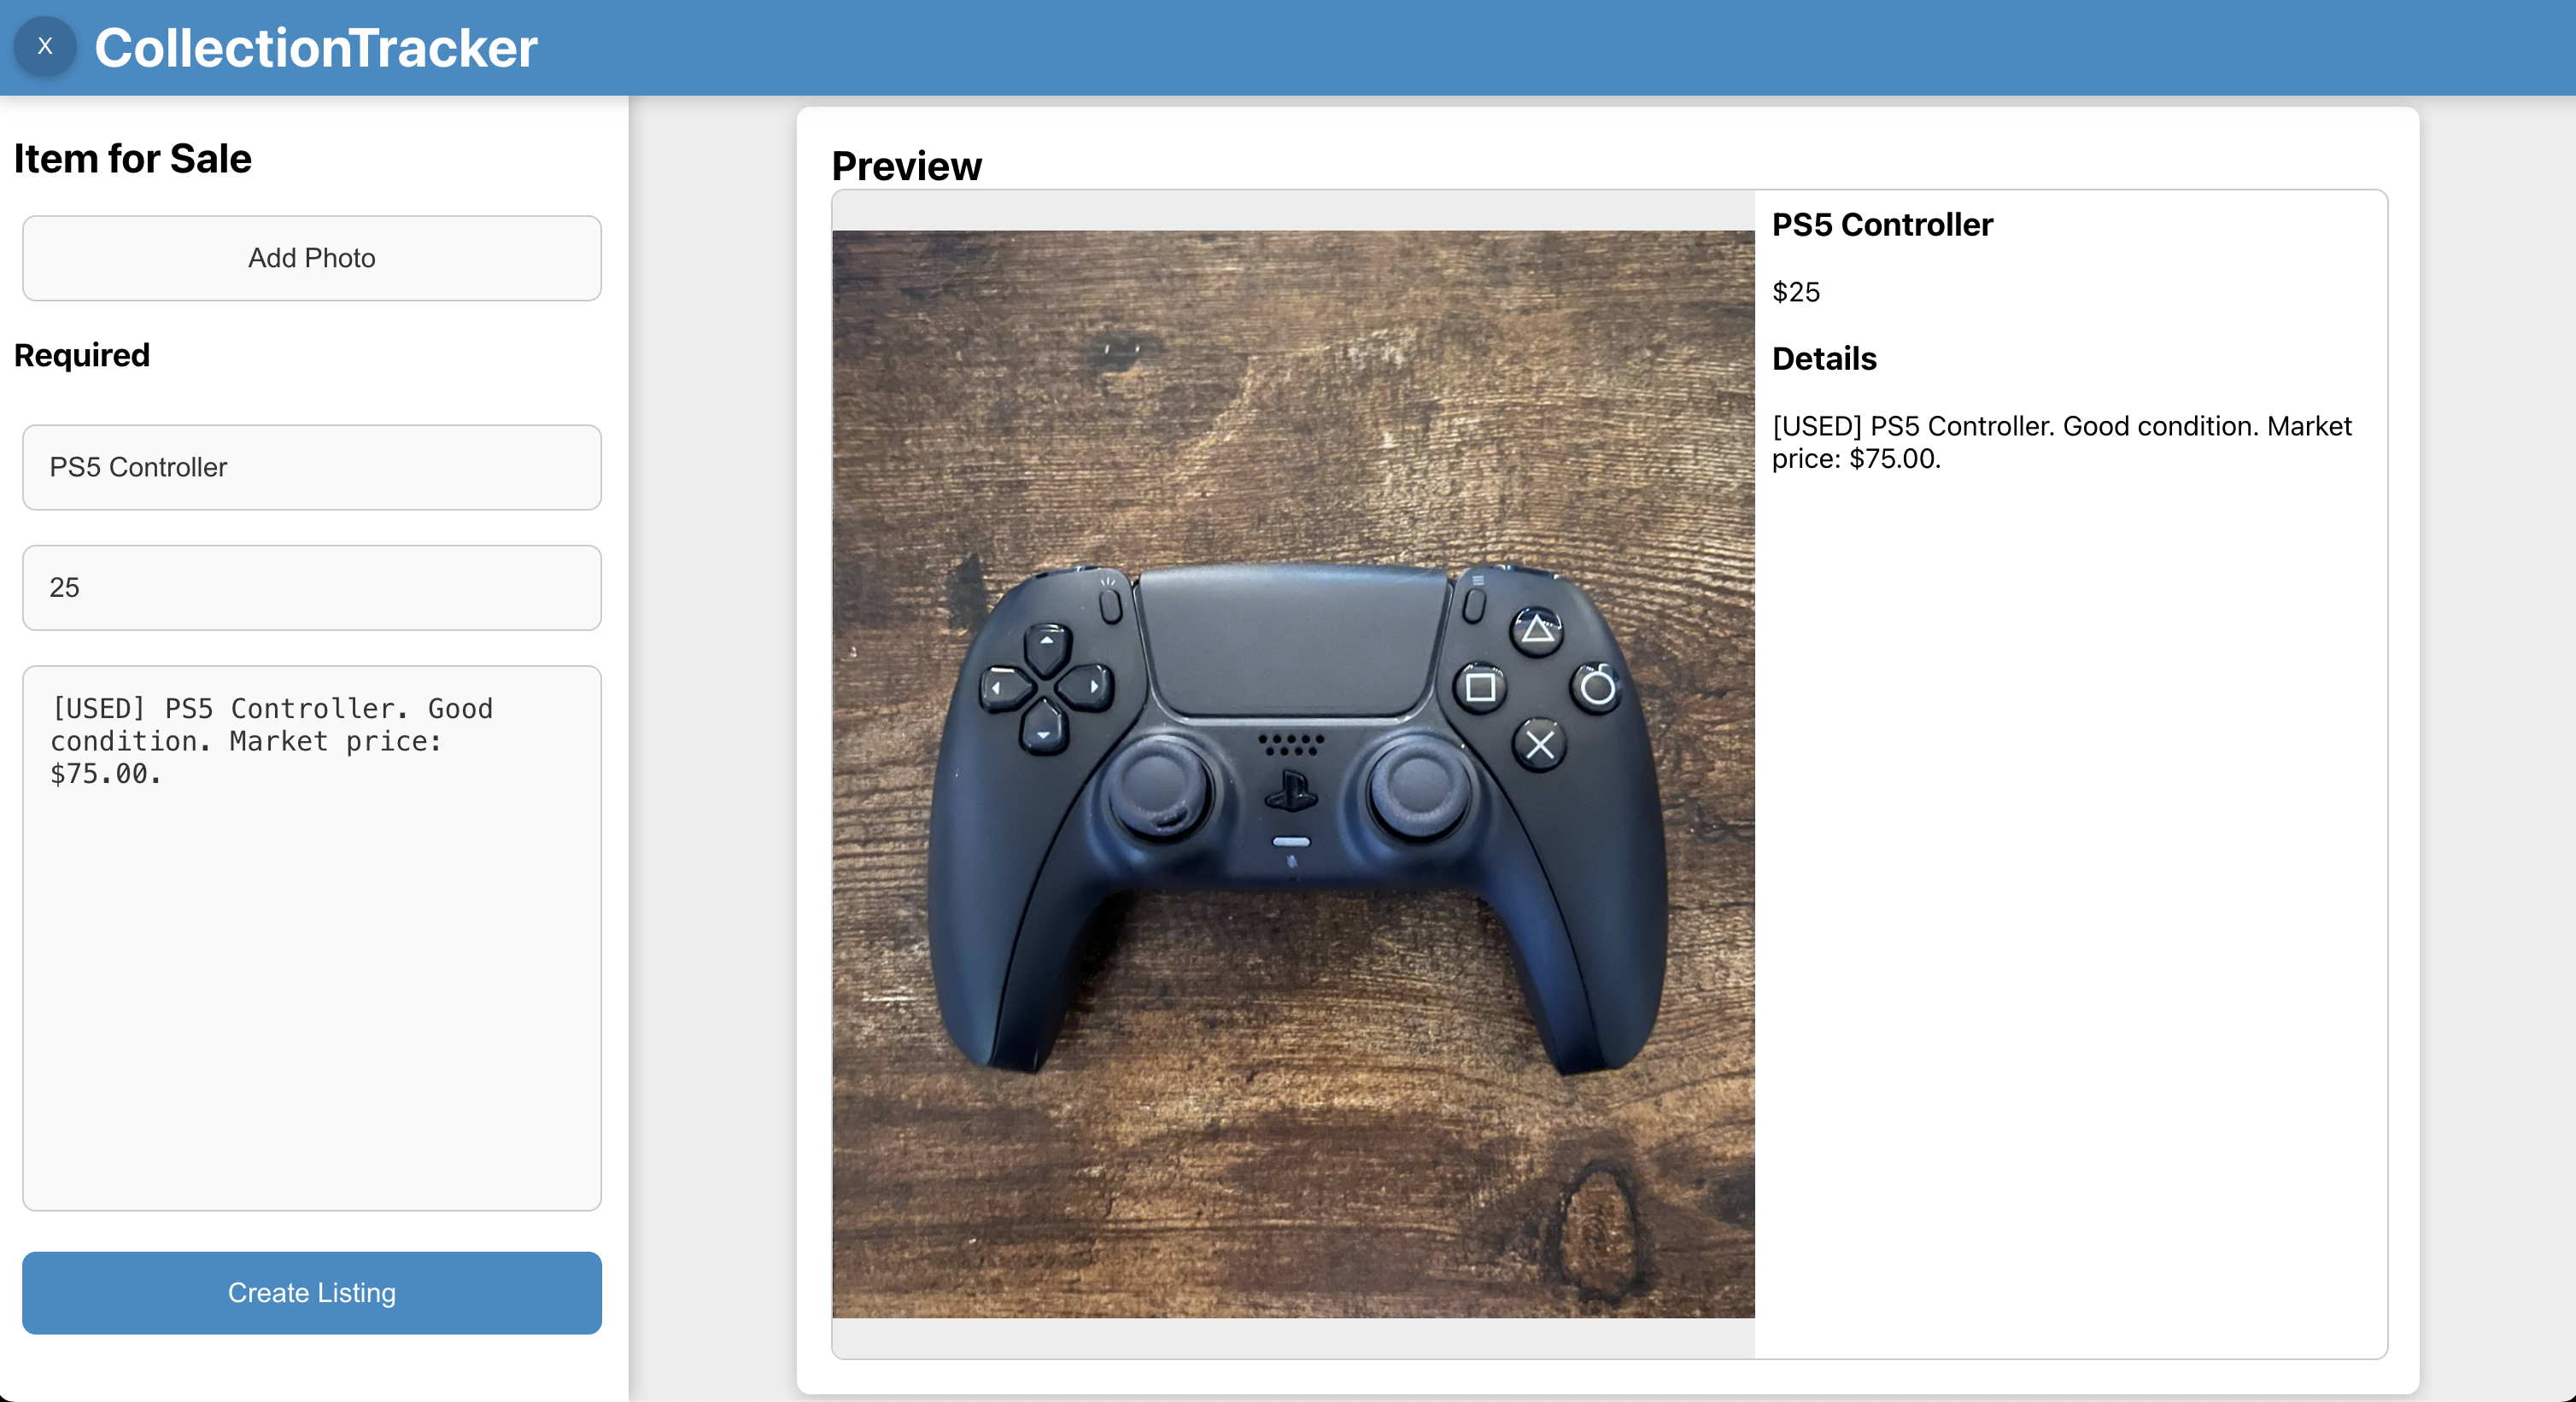 X
CollectionTracker
Item for Sale
Add Photo
Required
PS5 Controller
25
[USED] PS5 Controller. Good
condition. Market price:
$75.00.
Create Listing
Preview
PS5 Controller
$25
Details
[USED] PS5 Controller. Good condition. Market
price: $75.00.